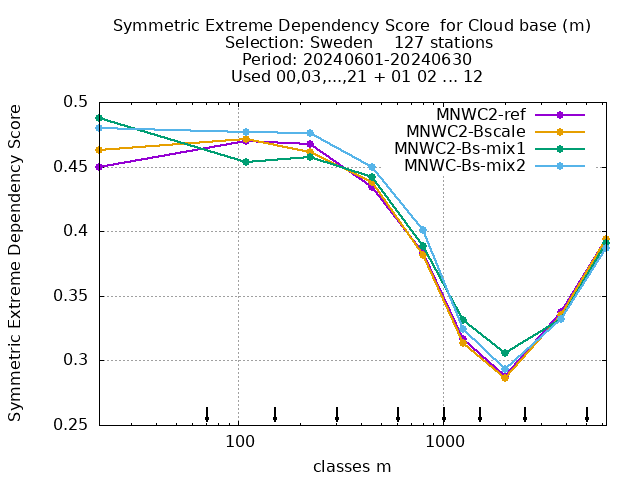 Symmetric Extreme Dependency Score  for Cloud base (m)
Selection: Sweden    127 stations
Period: 20240601-20240630
Used 00,03,...,21 + 01 02 ... 12
Symmetric Extreme Dependency Score
0.5
0.45
0.4
0.35
0.3
0.25
MNWC2-ref
MNWC2-Bscale
MNWC2-Bs-mix1
MNWC-Bs-mix2
100
1000
classes m